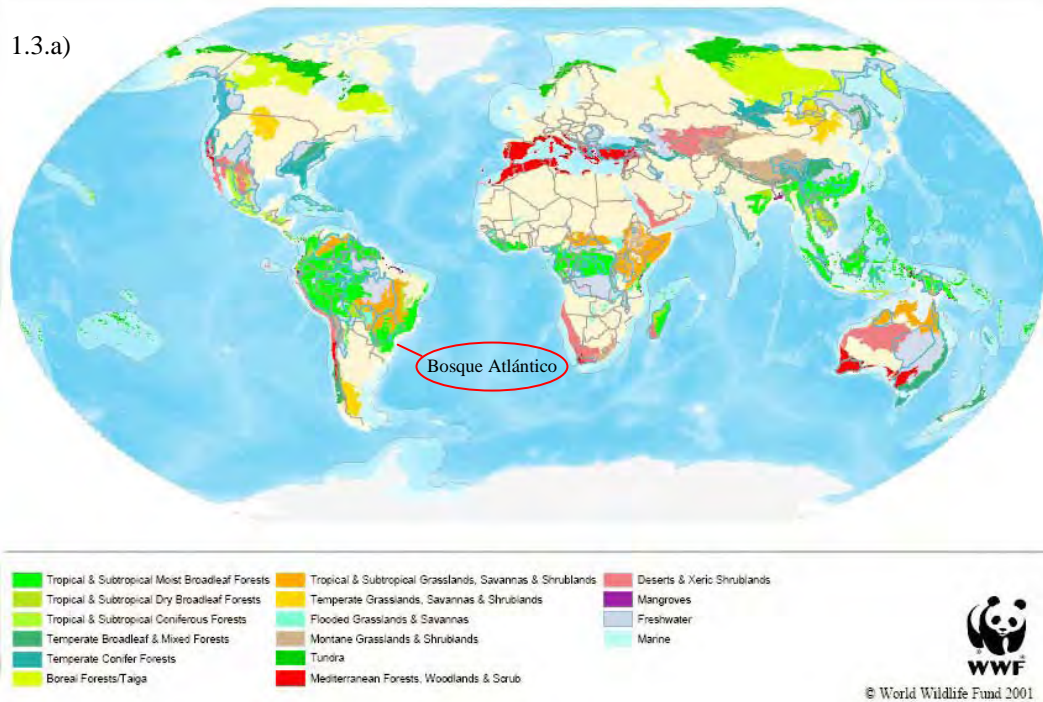 1.3.a)
Bosque Atlántico
Tropical & Subtropical Moist Broadleaf Forests
Tropical & Subtropical Dry Broadleaf Forests
Tropical & Subtropical Coniferous Forests
Temperate Broadleaf & Mixed Forests
Temperate Conifer Forests
Boreal Forests/Taiga
Tropical & Subtropical Grasslands, Savannas & Shrublands
Temperate Grasslands, Savannas & Shrublands
Flooded Grasslands & Savannas
Montane Grasslands & Shrublands
Tundra
Mediterranean Forests, Woodlands & Scrub
Deserts & Xeric Shrublands
Mangroves
Freshwater
Marine
WWF
© World Wildlife Fund 2001